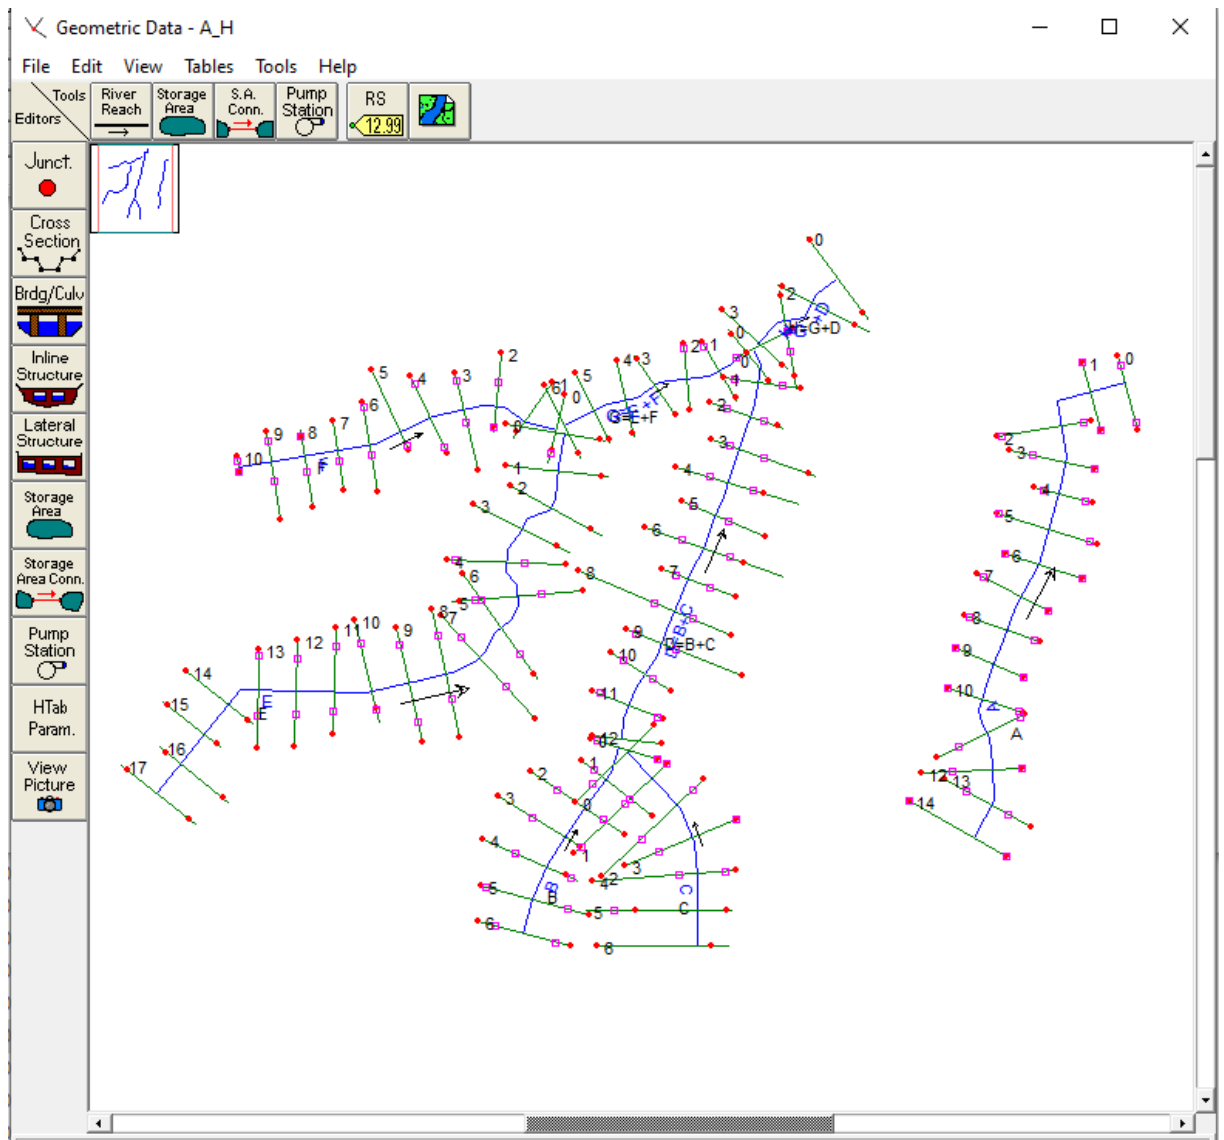 Geometric Data - A_H
File Edit View Tables Tools Help
Tools
Editors
River
Reach
Storage
Area
S.A.
Conn.
Pump
Station
RS
12.99
Junct.
Cross
Section
Brdg/Culv
Inline
Structure
Lateral
Structure
Storage
Area
Storage
Area Conn.
Pump
Station
HTab
Param.
View
Picture
0
2
3
0
H=G+D
G+D
0
2
1
4
3
5
0
G=E+F
G=E+F
2
3
4
5
6
7
8
9
10
F
F
6
1
0
1
2
3
4
5
6
7
8
9
10
11
12
13
14
15
16
17
E
E
1
2
3
4
5
6
7
8
9
10
11
12
D=B+C
D=B+C
0
1
2
3
4
5
6
B
B
0
1
2
3
4
5
6
C
C
0
1
2
3
4
5
6
7
8
9
10
A
A
12
13
14